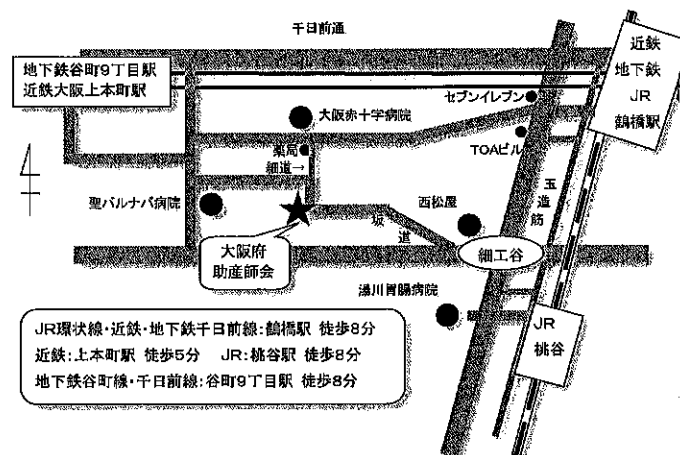 千日前通
近鉄
地下鉄
JR
鶴橋駅
地下鉄谷町9丁目駅
近鉄大阪上本町駅
セブンイレブン
大阪赤十字病院
TOAビル
薬局
細道→
玉造筋
聖バルナバ病院
西松屋
坂道
大阪府
助産師会
細工谷
湯川胃腸病院
JR
桃谷
JR環状線・近鉄・地下鉄千日前線:鶴橋駅 徒歩8分
近鉄:上本町駅 徒歩5分 JR:桃谷駅 徒歩8分
地下鉄谷町線・千日前線:谷町9丁目駅 徒歩8分